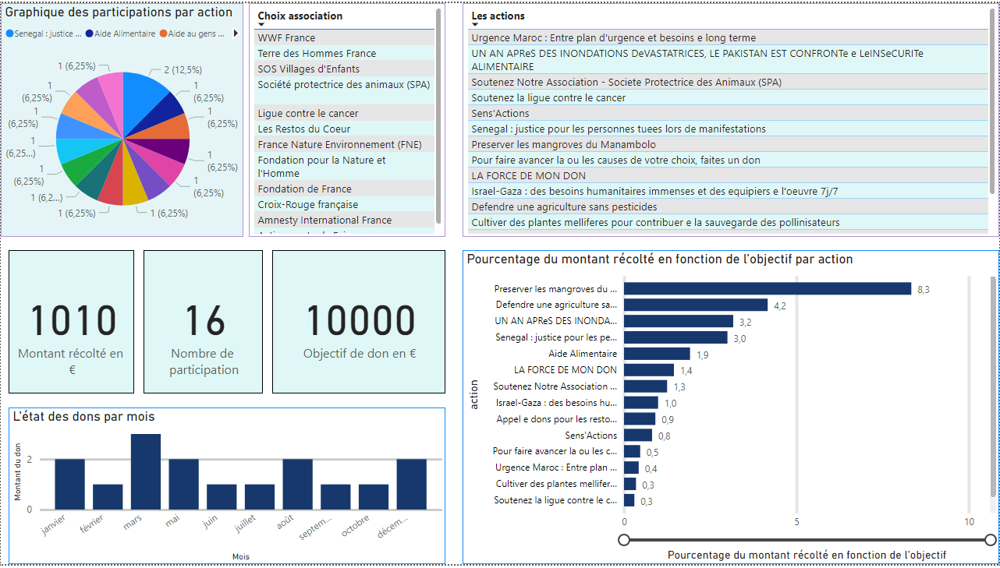 Graphique des participations par action
Senegal : justice ...
Aide Alimentaire
Aide au gens ...
1 (6,25%)
2 (12,5%)
1
(6,25%)
1
(6,25%)
1
(6,25%)
1
(6,25%)
1 (6,25%)
1 (6,25%)
1 (6,2...)
1
(6,25%)
1
(6,25...)
1
(6,25%)
1
(6,25%)
Choix association
WWF France
Terre des Hommes France
SOS Villages d'Enfants
Société protectrice des animaux (SPA)
Ligue contre le cancer
Les Restos du Coeur
France Nature Environnement (FNE)
Fondation pour la Nature et
l'Homme
Fondation de France
Croix-Rouge française
Amnesty International France
Les actions
Urgence Maroc : Entre plan d'urgence et besoins e long terme
UN AN APReS DES INONDATIONS DeVASTATRICES, LE PAKISTAN EST CONFRONTe e LeINSeCURITe
ALIMENTAIRE
Soutenez Notre Association - Societe Protectrice des Animaux (SPA)
Soutenez la ligue contre le cancer
Sens'Actions
Senegal : justice pour les personnes tuees lors de manifestations
Preserver les mangroves du Manambolo
Pour faire avancer la ou les causes de votre choix, faites un don
LA FORCE DE MON DON
Israel-Gaza : des besoins humanitaires immenses et des equipiers e l'oeuvre 7j/7
Defendre une agriculture sans pesticides
Cultiver des plantes melliferes pour contribuer e la sauvegarde des pollinisateurs
1010
Montant récolté en
€
16
Nombre de
participation
10000
Objectif de don en €
L'état des dons par mois
Montant du don
2
0
janvier
février
mars
mai
juin
juillet
août
septem...
octobre
décem...
Mois
Pourcentage du montant récolté en fonction de l'objectif par action
action
Preserver les mangroves du ... 8,3
Defendre une agriculture sa... 4,2
UN AN APReS DES INONDA... 3,2
Senegal : justice pour les pe... 3,0
Aide Alimentaire 1,9
LA FORCE DE MON DON 1,4
Soutenez Notre Association ... 1,3
Israel-Gaza : des besoins hu... 1,0
Appel e dons pour les resto... 0,9
Sens'Actions 0,8
Pour faire avancer la ou les c... 0,5
Urgence Maroc : Entre plan ... 0,4
Cultiver des plantes mellifer... 0,3
Soutenez la ligue contre le c... 0,3
0 5 10
Pourcentage du montant récolté en fonction de l'objectif